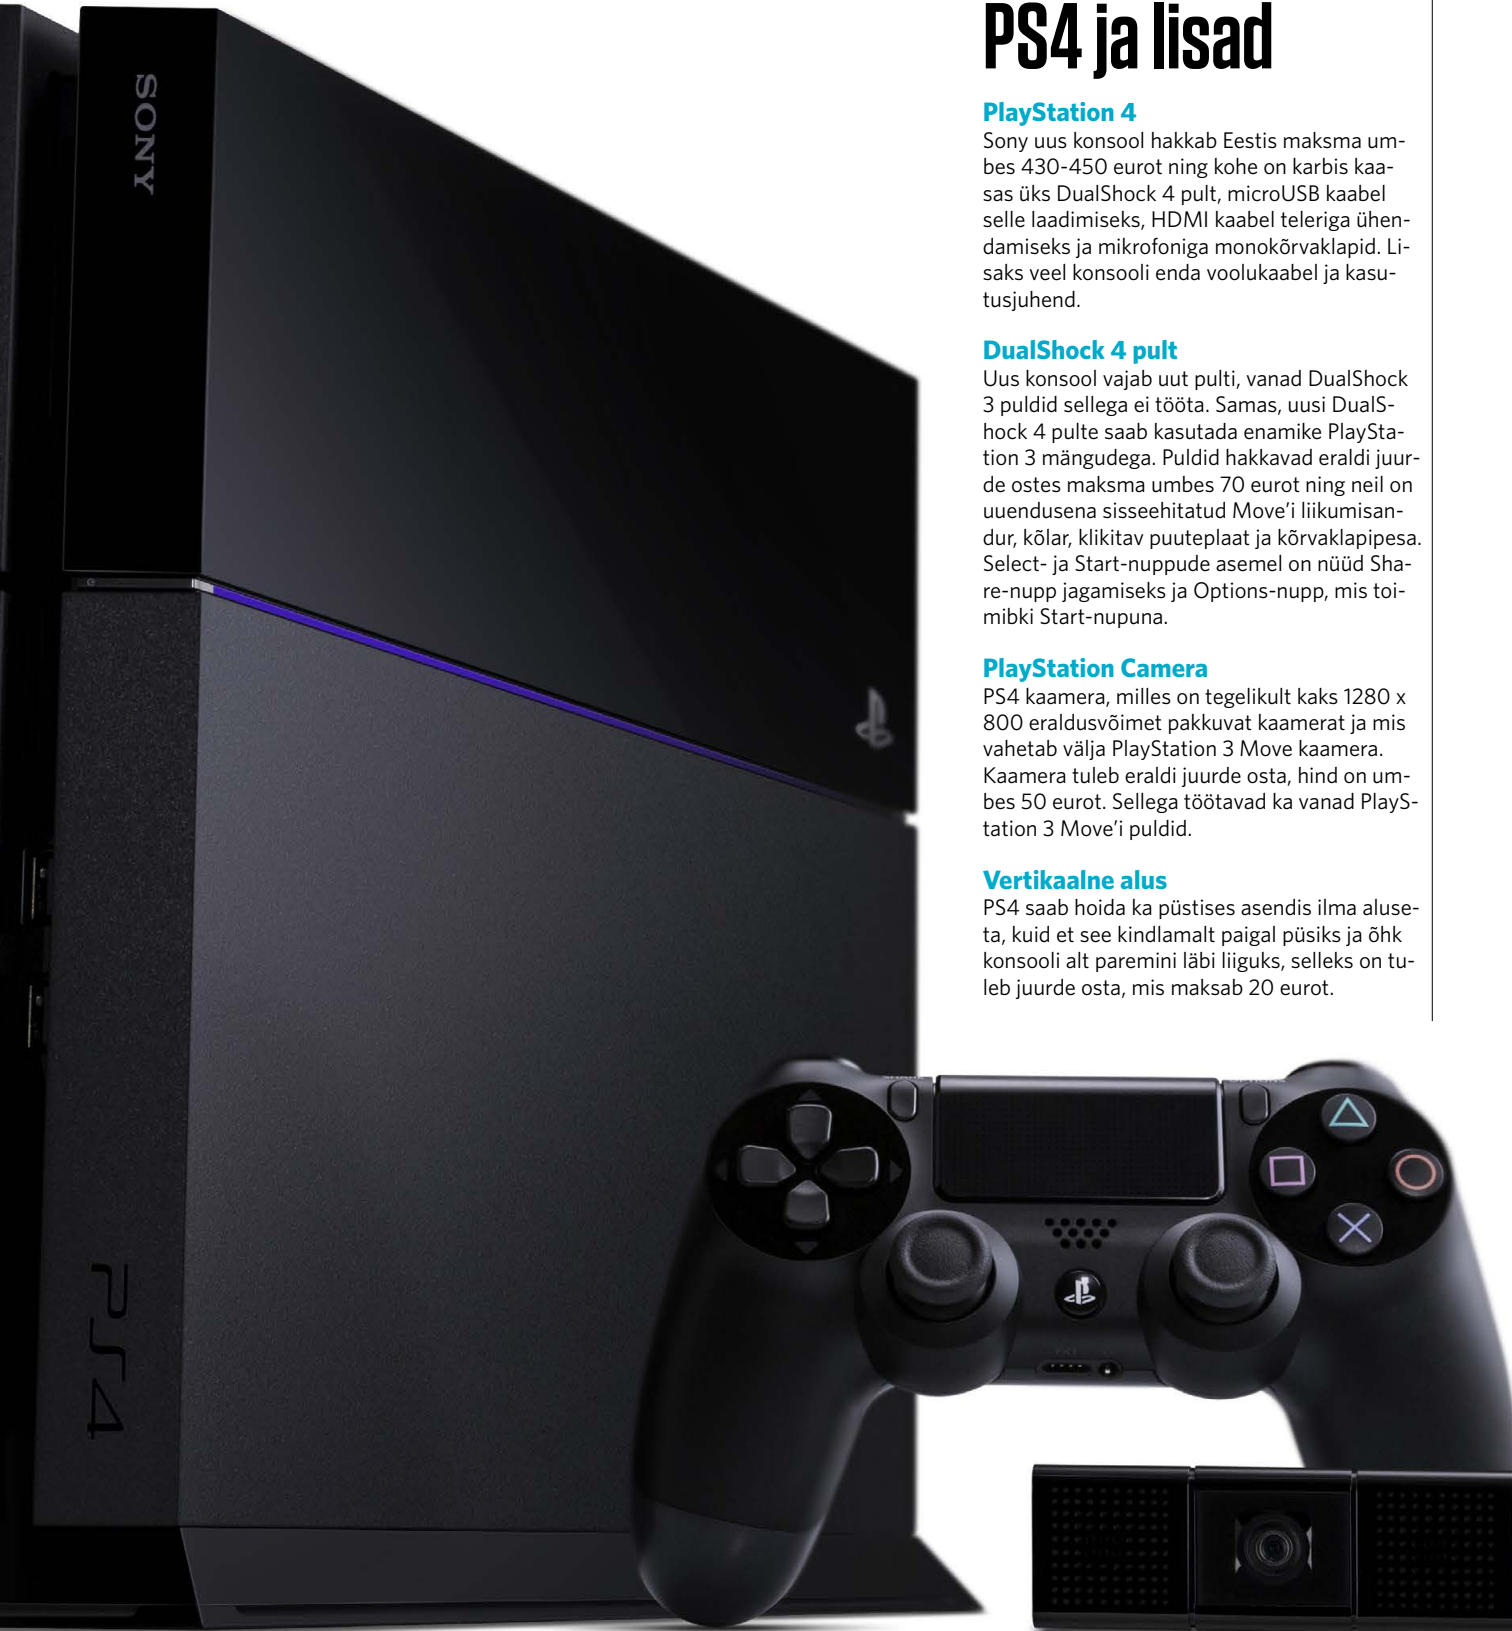 PS4 ja lisad
PlayStation 4
Sony uus konsool hakkab Eestis maksma um-
bes 430-450 eurot ning kohe on karbis kaa-
sas üks DualShock 4 pult, microUSB kaabel
selle laadimiseks, HDMI kaabel teleriga ühen-
damiseks ja mikrofoniga monokõrvaklapid. Li-
saks veel konsooli enda voolukaabel ja kasu-
tusjuhend.
DualShock 4 pult
Uus konsool vajab uut pulti, vanad DualShock
3 puldid sellega ei tööta. Samas, uusi DualS-
hock 4 pulte saab kasutada enamike PlaySta-
tion 3 mängudega. Puldid hakkavad eraldi juur-
de ostes maksma umbes 70 eurot ning neil on
uuendusena sisseehitatud Move’i liikumisan-
dur, kõlar, klikitav puuteplaat ja kõrvaklapipesa.
Select- ja Start-nuppude asemel on nüüd Sha-
re-nupp jagamiseks ja Options-nupp, mis toi-
mibki Start-nupuna.
PlayStation Camera
PS4 kaamera, milles on tegelikult kaks 1280 x
800 eraldusvõimet pakkuvat kaamerat ja mis
vahetab välja PlayStation 3 Move kaamera.
Kaamera tuleb eraldi juurde osta, hind on um-
bes 50 eurot. Sellega töötavad ka vanad PlayS-
tation 3 Move’i puldid.
Vertikaalne alus
PS4 saab hoida ka püstises asendis ilma aluse-
ta, kuid et see kindlamalt paigal püsiks ja õhk
konsooli alt paremini läbi liiguks, selleks on tu-
leb juurde osta, mis maksab 20 eurot.
SONY
PS4